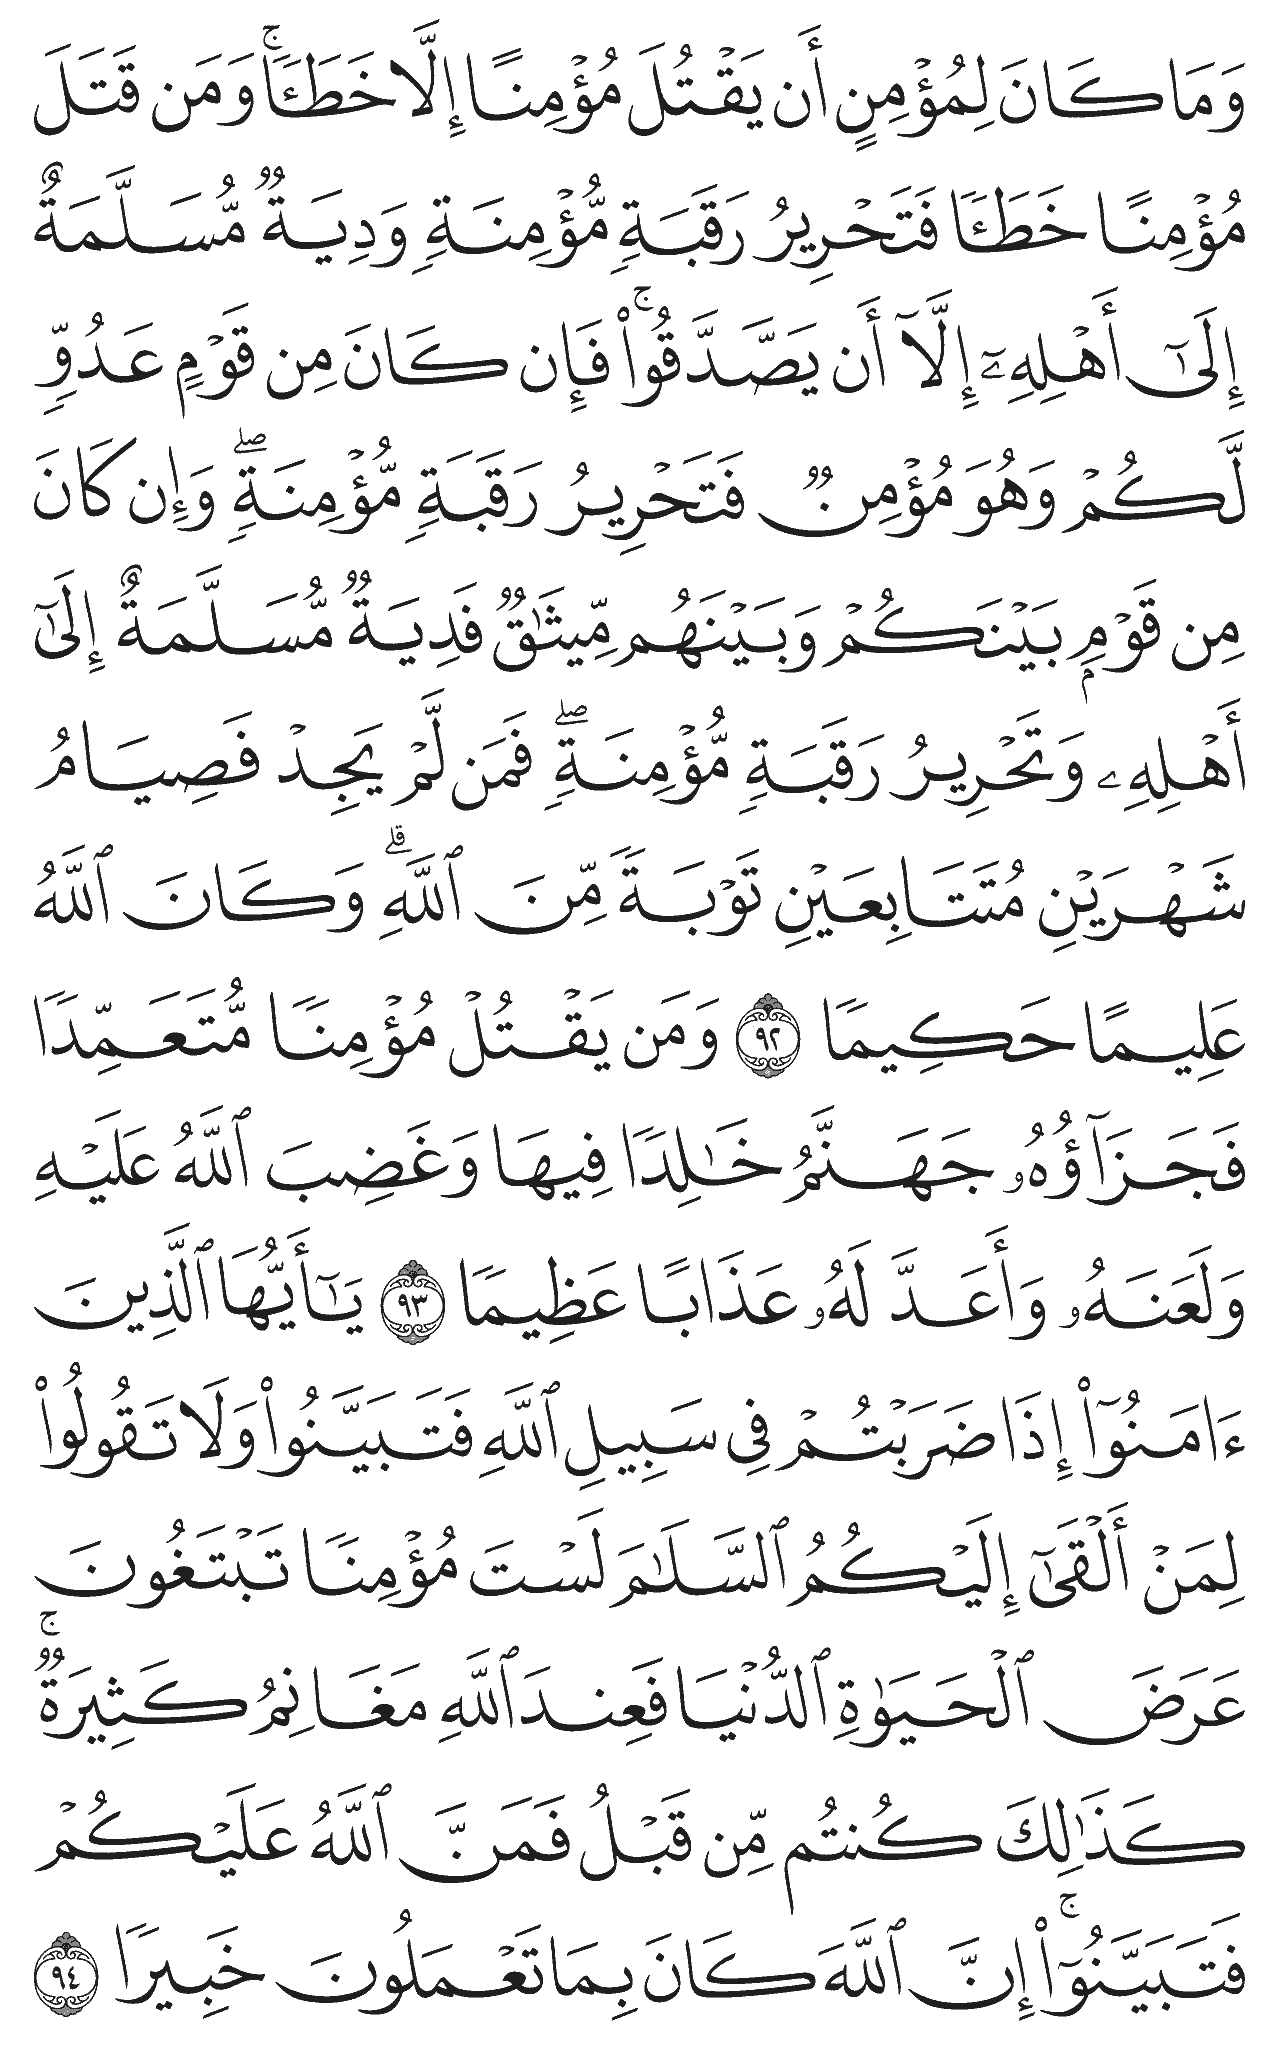 وَمَا كَانَ لِمُؤْمِنٍ أَن يَقْتُلَ مُؤْمِنًا إِلَّا خَطَـًٔا ۚ وَمَن قَتَلَ
مُؤْمِنًا خَطَـًٔا فَتَحْرِيرُ رَقَبَةٍ مُّؤْمِنَةٍ وَدِيَةٌ مُّسَلَّمَةٌ
إِلَىٰٓ أَهْلِهِۦٓ إِلَّآ أَن يَصَّدَّقُوا۟ ۚ فَإِن كَانَ مِن قَوْمٍ عَدُوٍّ
لَّكُمْ وَهُوَ مُؤْمِنٌ فَتَحْرِيرُ رَقَبَةٍ مُّؤْمِنَةٍ ۖ وَإِن كَانَ
مِن قَوْمٍۭ بَيْنَكُمْ وَبَيْنَهُم مِّيثَـٰقٌ فَدِيَةٌ مُّسَلَّمَةٌ إِلَىٰٓ
أَهْلِهِۦ وَتَحْرِيرُ رَقَبَةٍ مُّؤْمِنَةٍ ۖ فَمَن لَّمْ يَجِدْ فَصِيَامُ
شَهْرَيْنِ مُتَتَابِعَيْنِ تَوْبَةً مِّنَ ٱللَّهِ ۗ وَكَانَ ٱللَّهُ
عَلِيمًا حَكِيمًا ٩٢ وَمَن يَقْتُلْ مُؤْمِنًا مُّتَعَمِّدًا
فَجَزَآؤُهُۥ جَهَنَّمُ خَـٰلِدًا فِيهَا وَغَضِبَ ٱللَّهُ عَلَيْهِ
وَلَعَنَهُۥ وَأَعَدَّ لَهُۥ عَذَابًا عَظِيمًا ٩٣ يَـٰٓأَيُّهَا ٱلَّذِينَ
ءَامَنُوٓا۟ إِذَا ضَرَبْتُمْ فِى سَبِيلِ ٱللَّهِ فَتَبَيَّنُوا۟ وَلَا تَقُولُوا۟
لِمَنْ أَلْقَىٰٓ إِلَيْكُمُ ٱلسَّلَـٰمَ لَسْتَ مُؤْمِنًا تَبْتَغُونَ
عَرَضَ ٱلْحَيَوٰةِ ٱلدُّنْيَا فَعِندَ ٱللَّهِ مَغَانِمُ كَثِيرَةٌ ۚ
كَذَٰلِكَ كُنتُم مِّن قَبْلُ فَمَنَّ ٱللَّهُ عَلَيْكُمْ
فَتَبَيَّنُوٓا۟ ۚ إِنَّ ٱللَّهَ كَانَ بِمَا تَعْمَلُونَ خَبِيرًا ٩٤